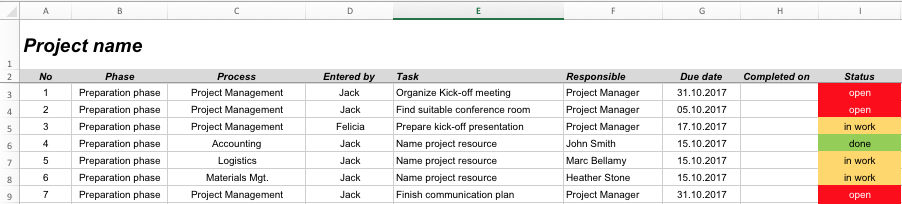 A B C D E F G H I
1 Project name
2 No Phase Process Entered by Task Responsible Due date Completed on Status
3 1 Preparation phase Project Management Jack Organize Kick-off meeting Project Manager 31.10.2017 open
4 2 Preparation phase Project Management Jack Find suitable conference room Project Manager 05.10.2017 open
5 3 Preparation phase Project Management Felicia Prepare kick-off presentation Project Manager 17.10.2017 in work
6 4 Preparation phase Accounting Jack Name project resource John Smith 15.10.2017 done
7 5 Preparation phase Logistics Jack Name project resource Marc Bellamy 15.10.2017 in work
8 6 Preparation phase Materials Mgt. Jack Name project resource Heather Stone 15.10.2017 in work
9 7 Preparation phase Project Management Jack Finish communication plan Project Manager 31.10.2017 open